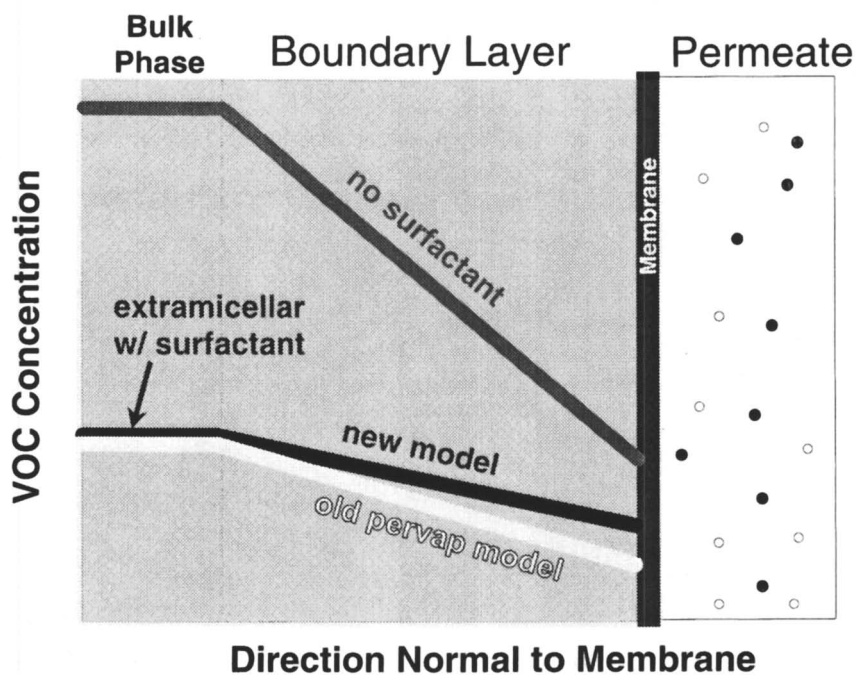 Bulk
Phase
Boundary Layer
Permeate
no surfactant
Membrane
VOC Concentration
extramicellar
w/ surfactant
new model
old pervap model
Direction Normal to Membrane